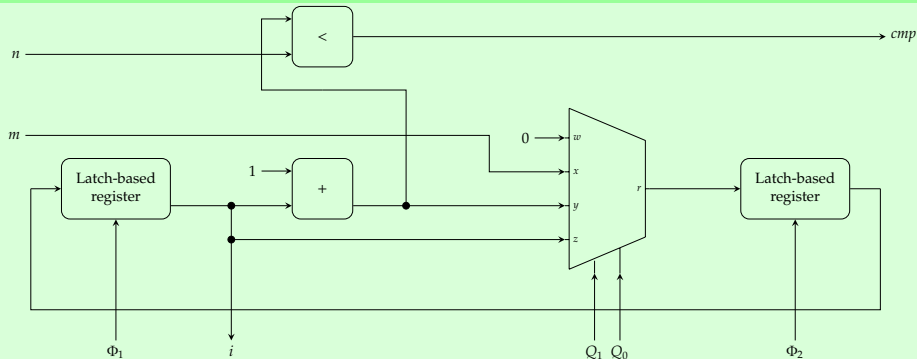 <
cmp
n
m
0
w
Latch-based
register
1
+
x
y
z
r
Latch-based
register
Φ1
i
Q1
Q0
Φ2